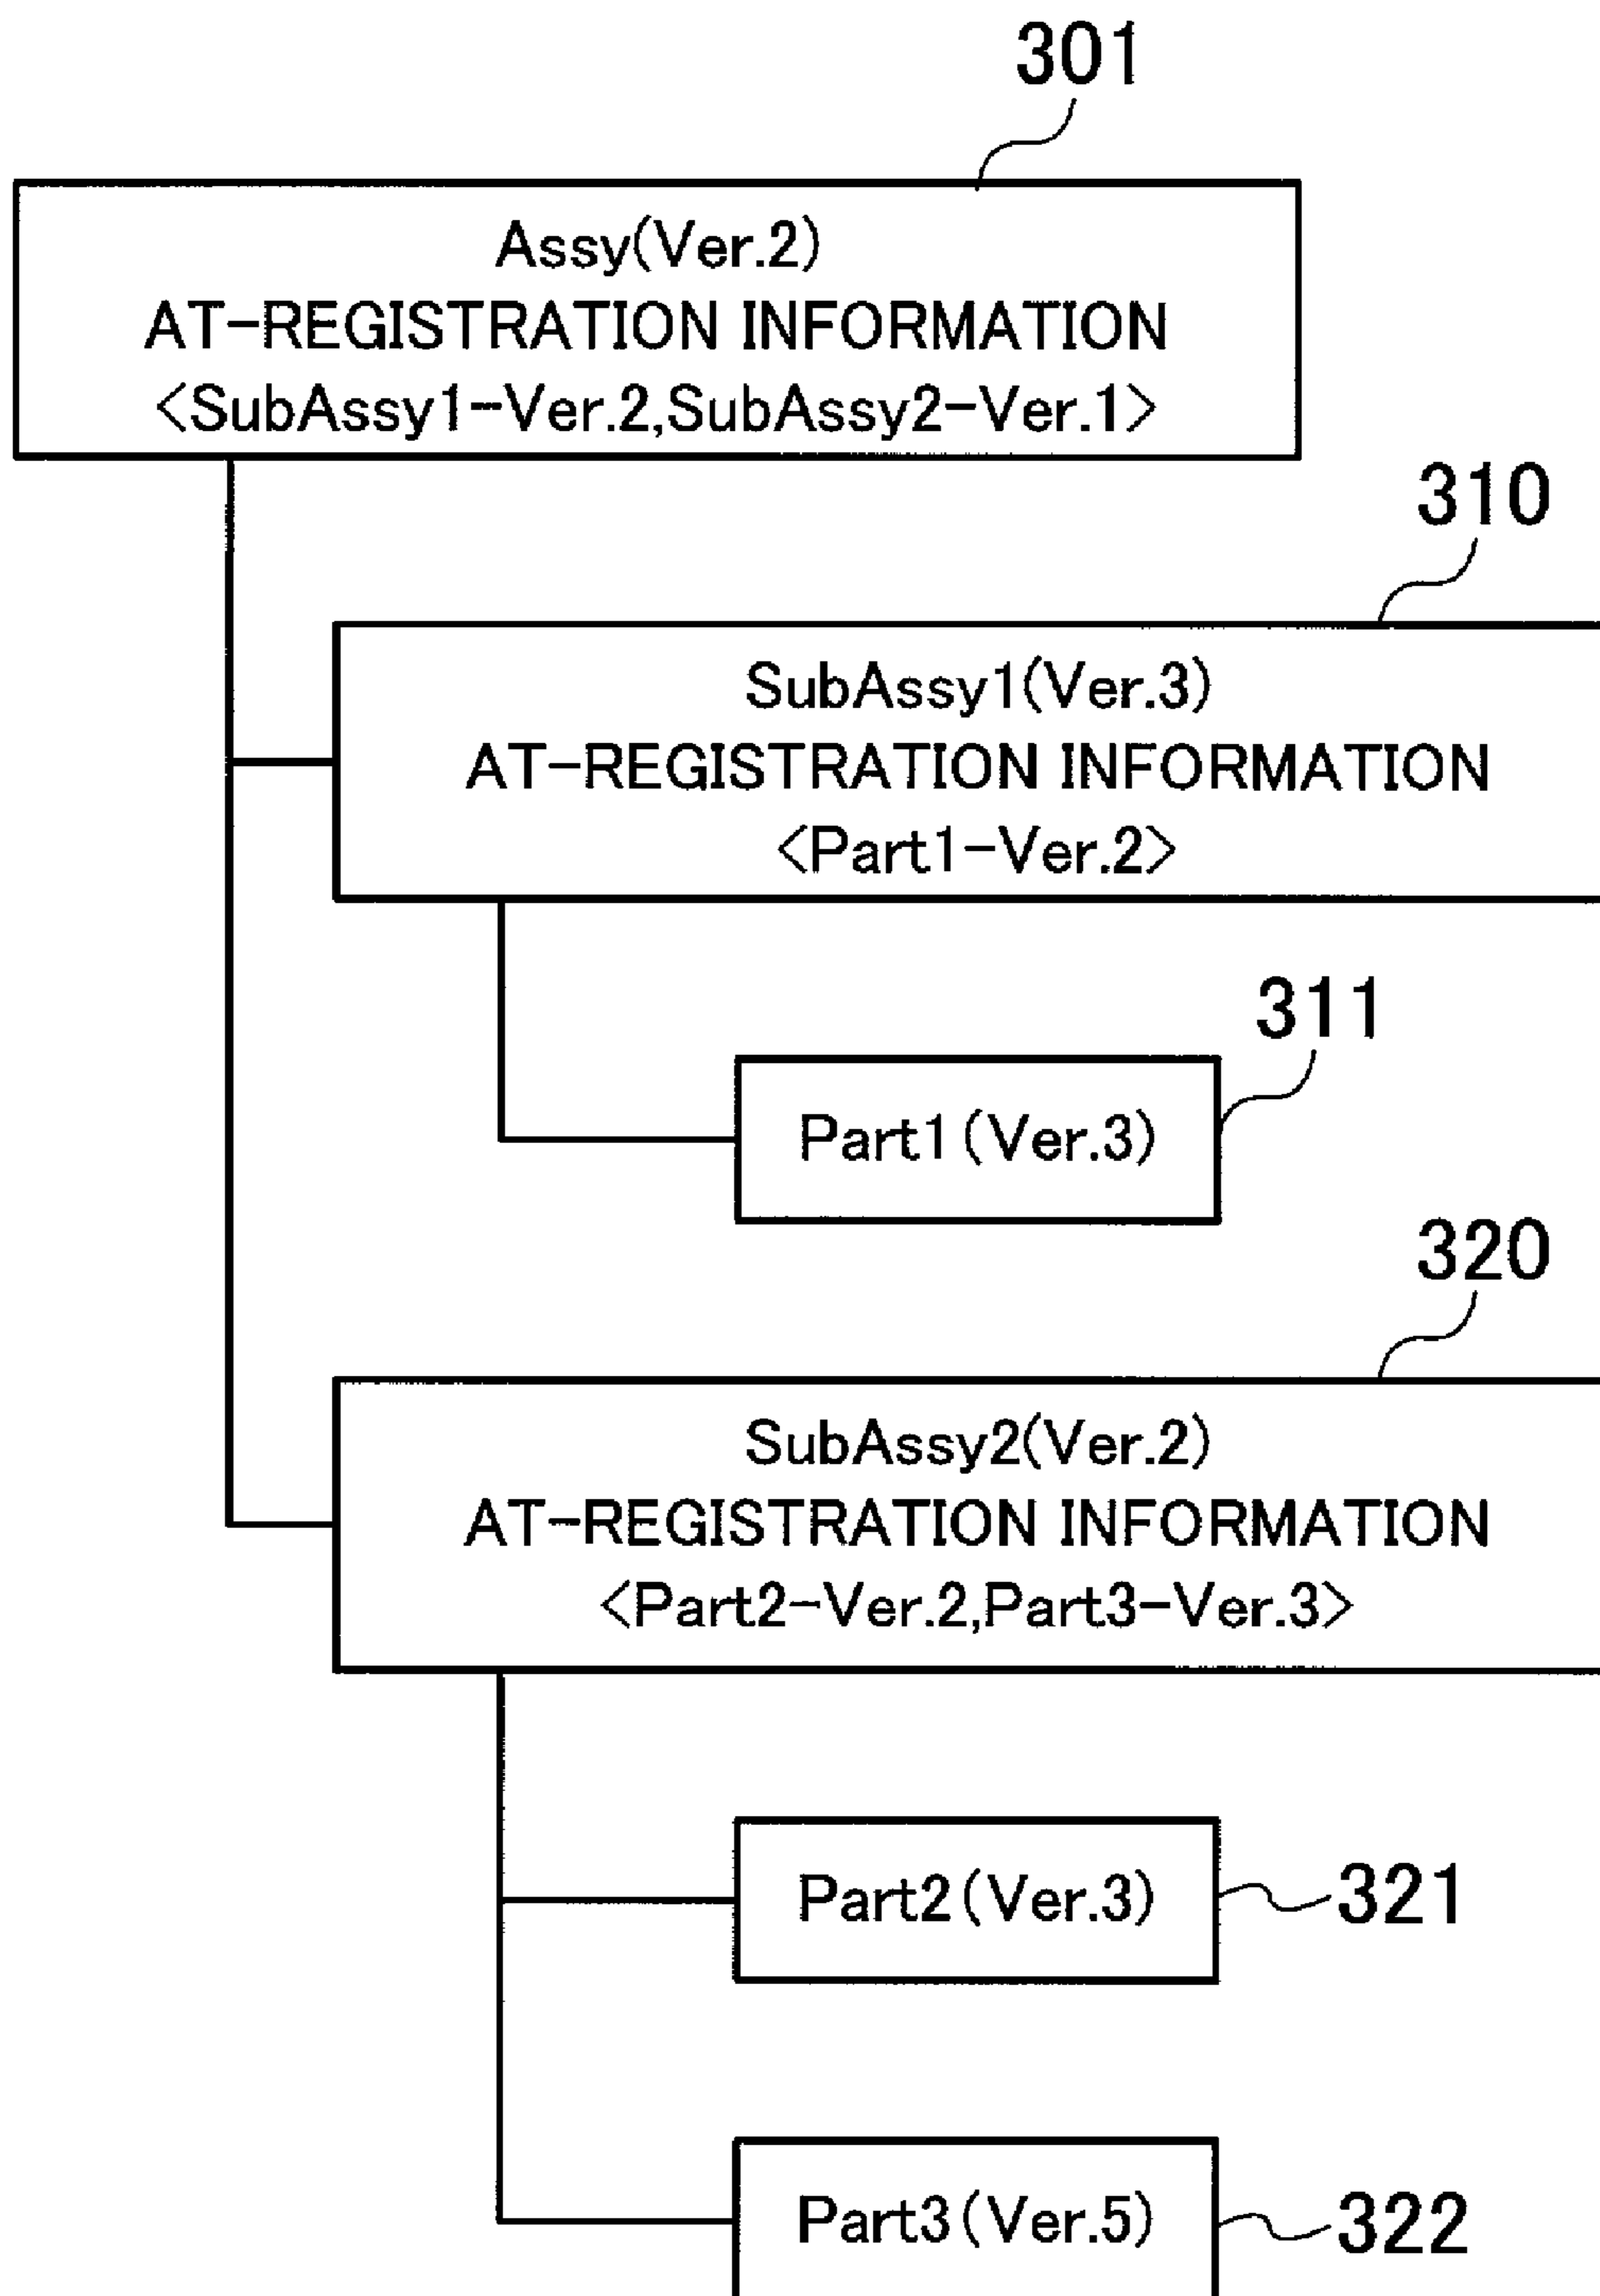 301
Assy(Ver.2)
AT-REGISTRATION INFORMATION
<SubAssy1-Ver.2,SubAssy2-Ver.1>
310
SubAssy1(Ver.3)
AT-REGISTRATION INFORMATION
<Part1-Ver.2>
311
Part1(Ver.3)
320
SubAssy2(Ver.2)
AT-REGISTRATION INFORMATION
<Part2-Ver.2,Part3-Ver.3>
Part2(Ver.3) 321
Part3(Ver.5) 322